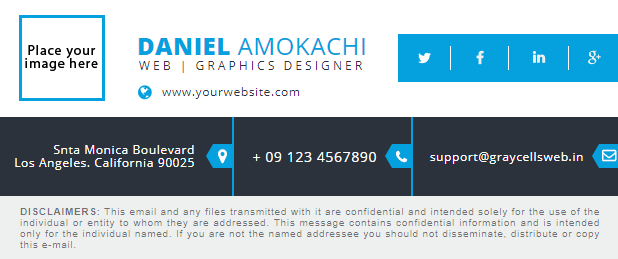 Place your
image here
DANIEL AMOKACHI
WEB | GRAPHICS DESIGNER
www.yourwebsite.com
Snta Monica Boulevard
Los Angeles. California 90025
+ 09 123 4567890
support@graycellsweb.in
DISCLAIMERS: This email and any files transmitted with it are confidential and intended solely for the use of the
individual or entity to whom they are addressed. This message contains confidential information and is intended
only for the individual named. If you are not the named addressee you should not disseminate, distribute or copy
this e-mail.